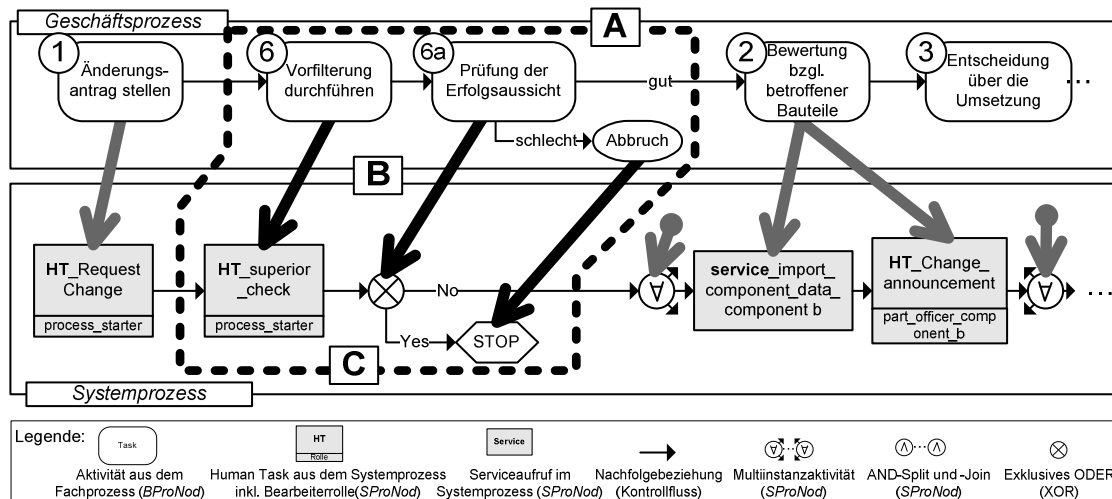 Geschäftsprozess
A
1
Änderungs-
antrag stellen
6
Vorfilterung
durchführen
6a
Prüfung der
Erfolgsaussicht
gut
schlecht
Abbruch
2
Bewertung
bzgl.
betroffener
Bauteile
3
Entscheidung
über die
Umsetzung
...
B
HT_Request
Change
process_starter
HT_superior
_check
process_starter
No
Yes
STOP
∀
service_import_
component_data_
component b
HT_Change_
announcement
part_officer_comp
onent_b
∀
...
C
Systemprozess
Legende:
Task
Aktivität aus dem
Fachprozess (BProNod)
HT
Rolle
Human Task aus dem Systemprozess
inkl. Bearbeiterrolle(SProNod)
Service
Serviceaufruf im
Systemprozess (SProNod)
Nachfolgebeziehung
(Kontrollfluss)
∀...∀
Multiinstanzaktivität
(SProNod)
Λ...Λ
AND-Split und -Join
(SProNod)
Exklusives ODER
(XOR)